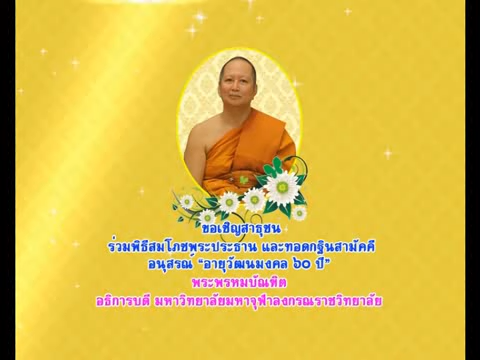 ขอเชิญสาธุชน
ร่วมพิธีสมโภชพระประธาน และทอดกฐินสามัคคี
อนุสรณ์ “อายุวัฒนมงคล ๖๐ ปี”
พระพรหมบัณฑิต
อธิการบดี มหาวิทยาลัยมหาจุฬาลงกรณราชวิทยาลัย